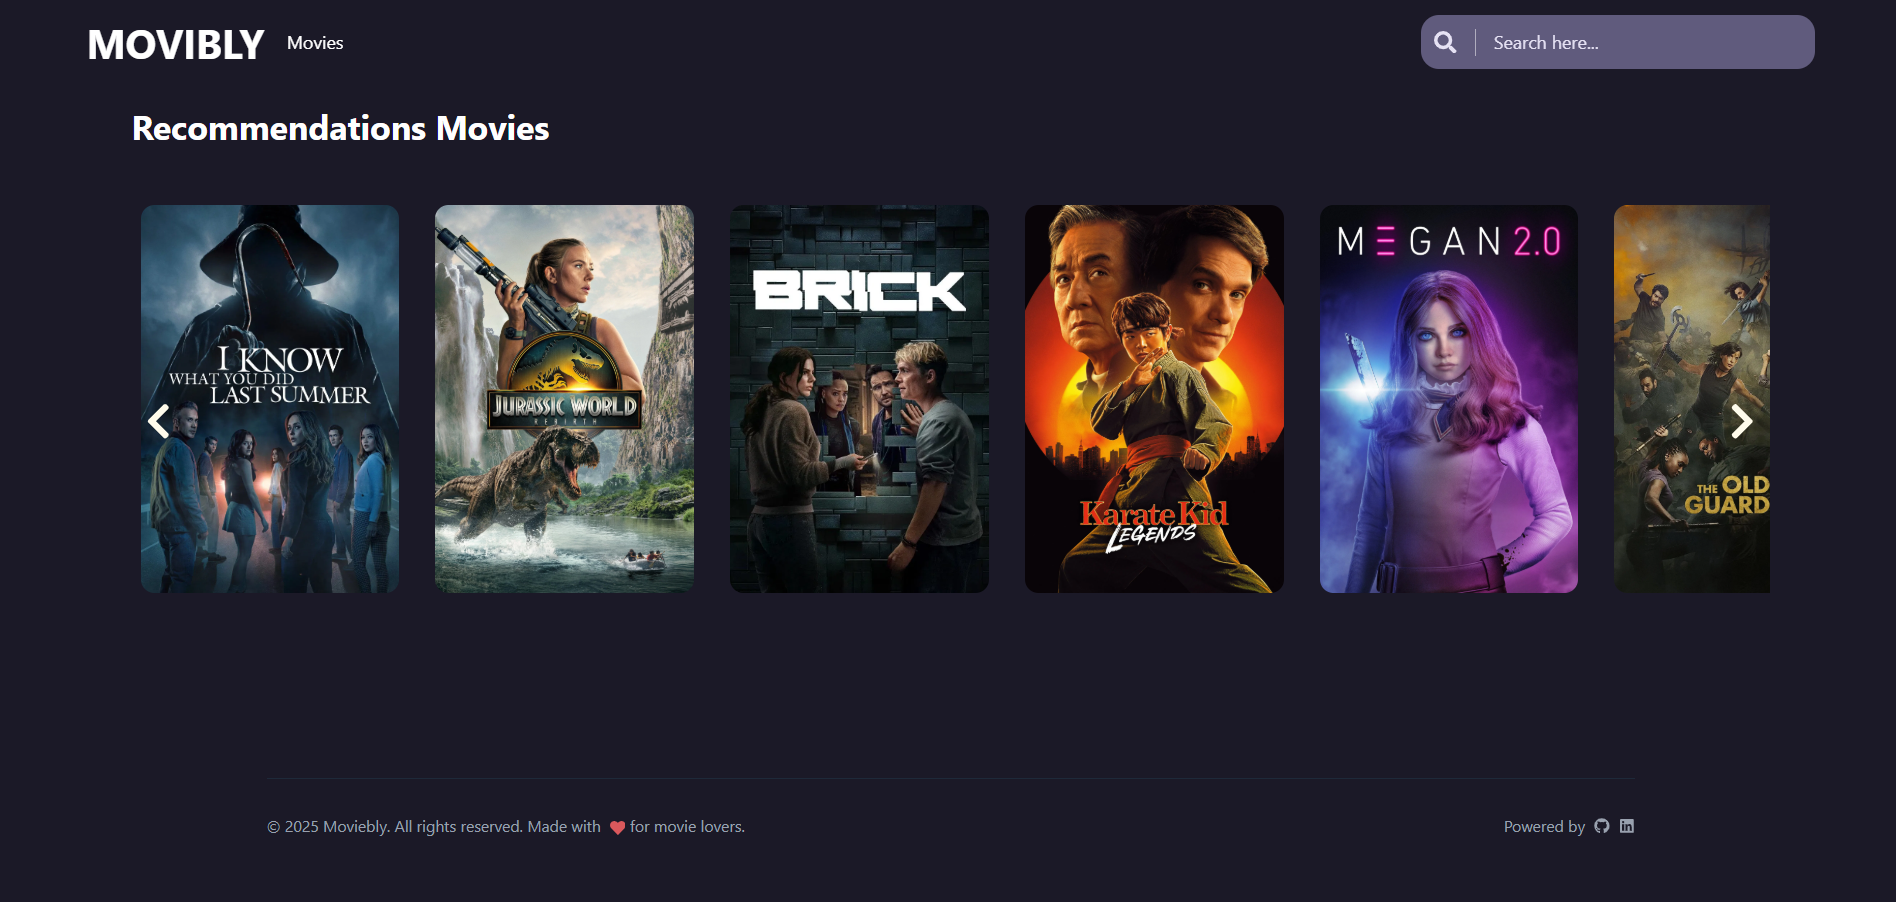 MOVIBLY
Movies
Search here...
Recommendations Movies
I KNOW
WHAT YOU DID
LAST SUMMER
JURASSIC WORLD
REBIRTH
BRICK
Karate Kid
LEGENDS
MEGAN 2.0
THE OLD
GUARD
© 2025 Moviebly. All rights reserved. Made with for movie lovers.
Powered by